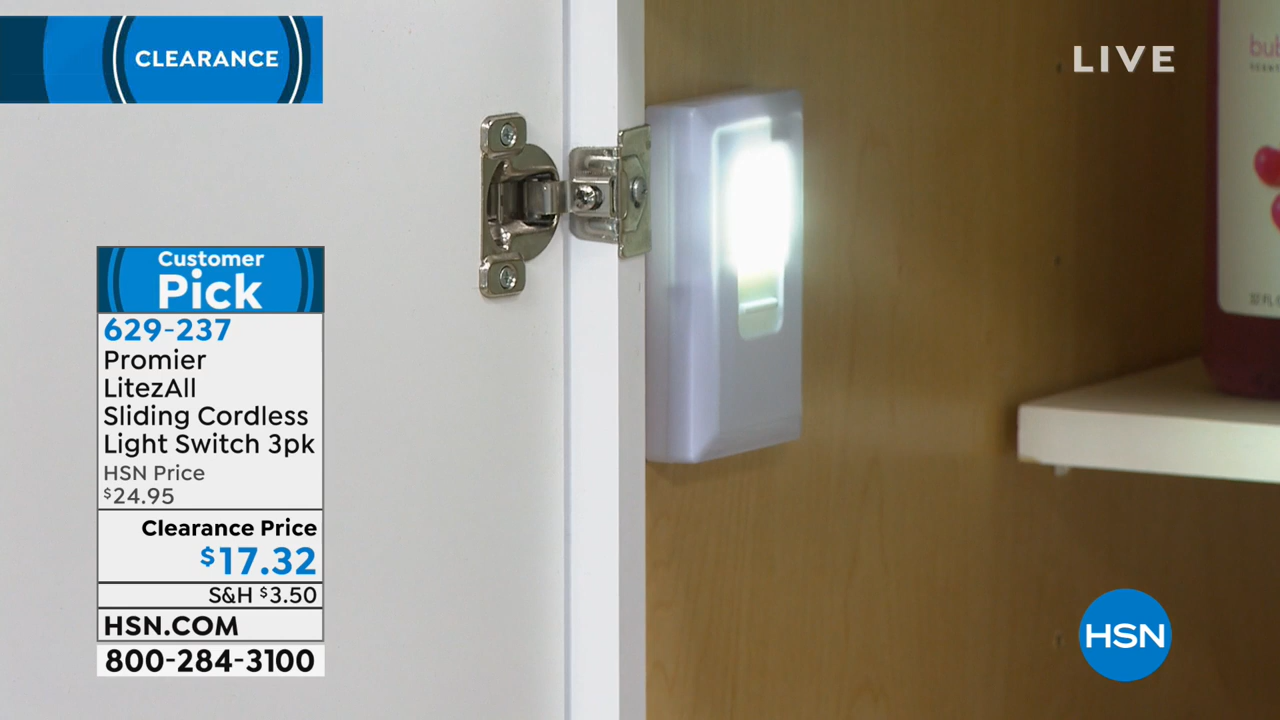 CLEARANCE
LIVE
Customer
Pick
629-237
Promier
LitezAll
Sliding Cordless
Light Switch 3pk
HSN Price
$24.95
Clearance Price
$17.32
S&H $3.50
HSN.COM
800-284-3100
HSN